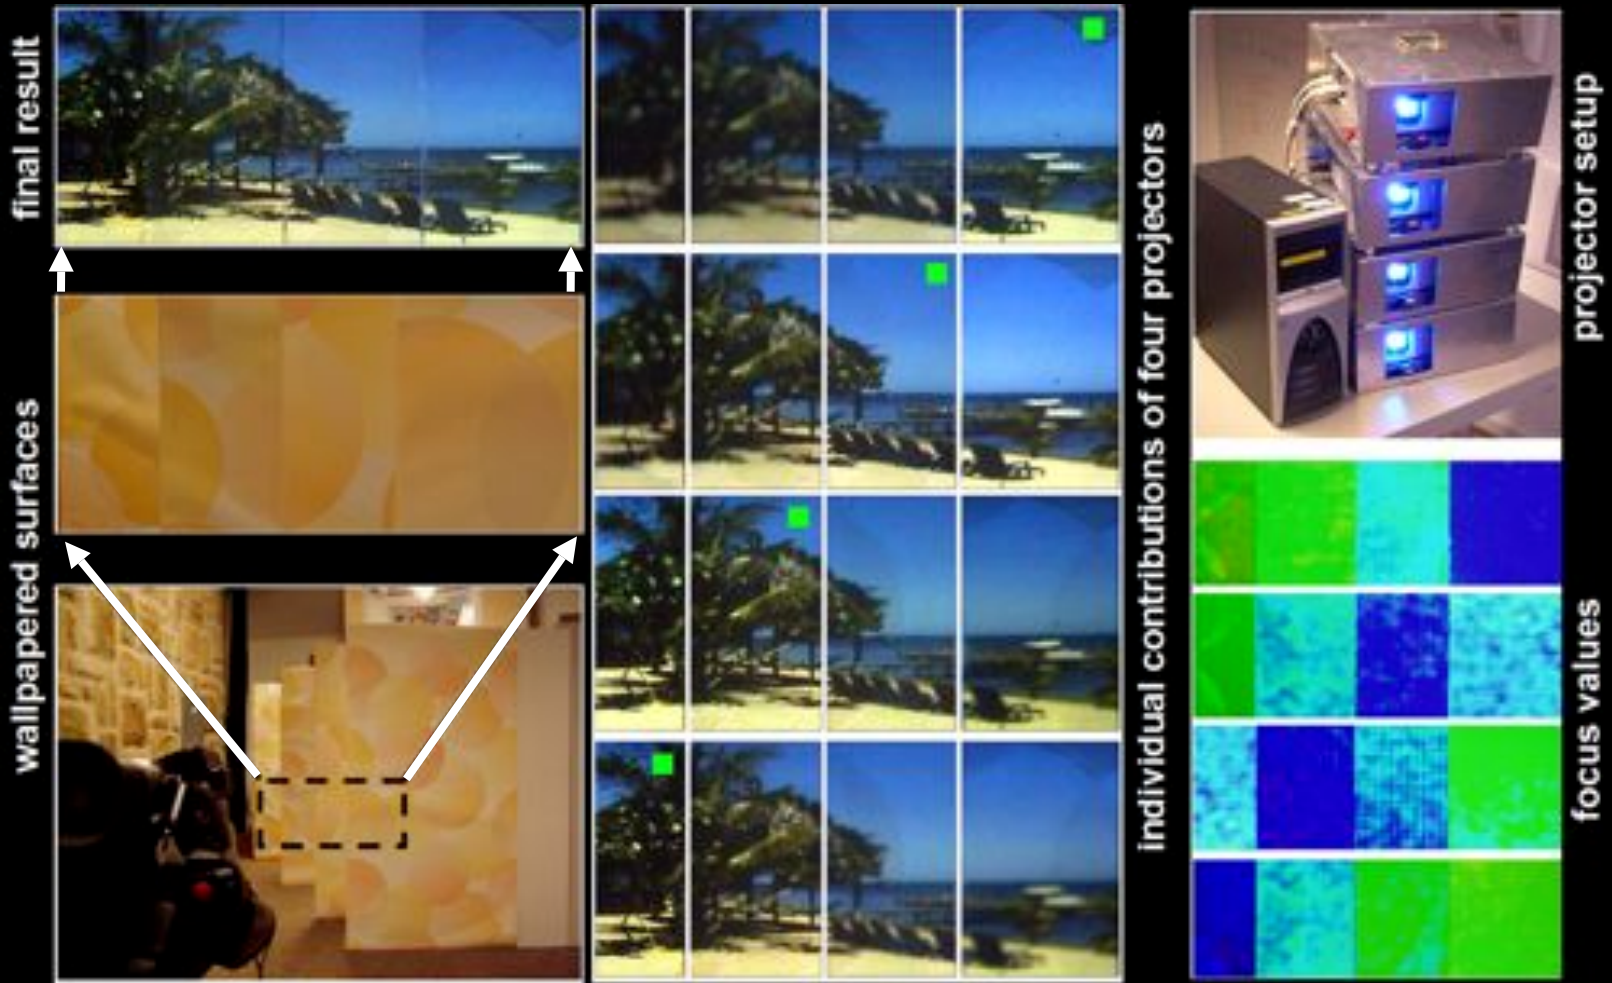 final result
wallpapered surfaces
individual contributions of four projectors
projector setup
focus values